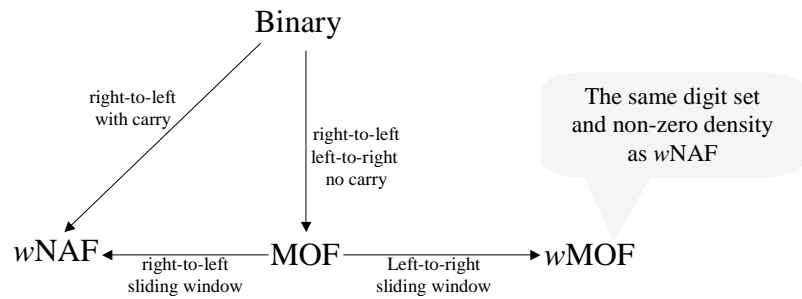 Binary
right-to-left
with carry
right-to-left
left-to-right
no carry
The same digit set
and non-zero density
as wNAF
wNAF
right-to-left
sliding window
MOF
Left-to-right
sliding window
wMOF